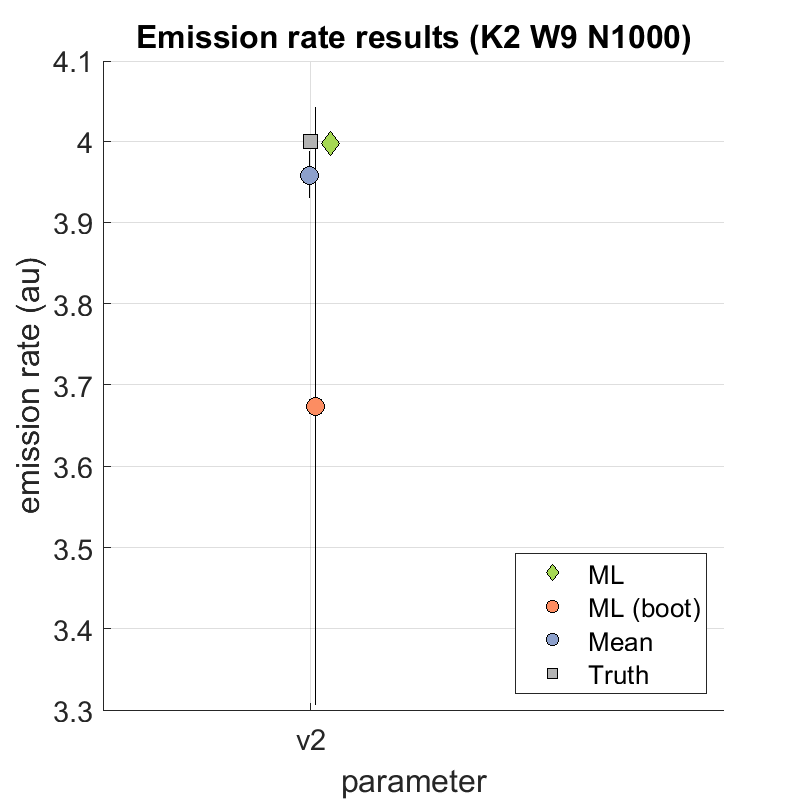 Emission rate results (K2 W9 N1000)
emission rate (au)
4.1
4
3.9
3.8
3.7
3.6
3.5
3.4
3.3
ML
ML (boot)
Mean
Truth
v2
parameter